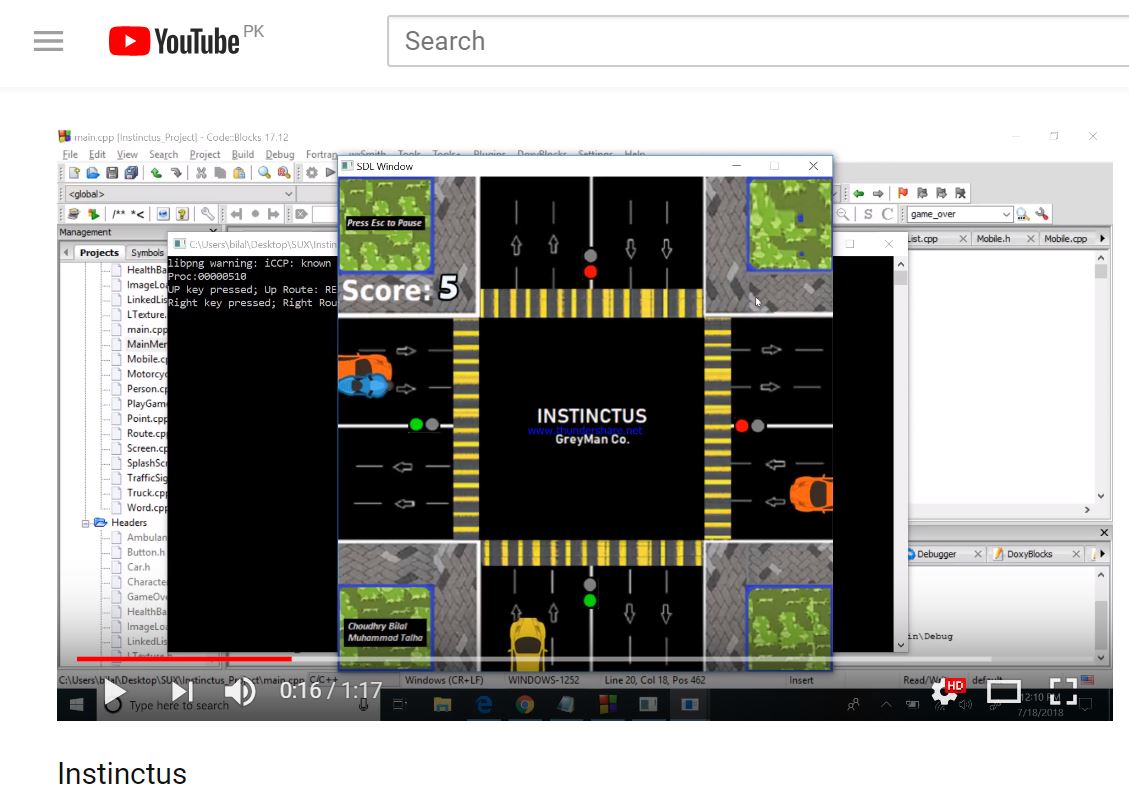 YouTube PK
Search
main.cpp [Instinctus_Project] - Code::Blocks 17.12
File Edit View Search Project Build Debug Fortran wxSmith Tools Tools+ Plugins DoxyBlocks Settings Help
SDL Window
<global>
/** *<
S C game_over
Management
C:\Users\bilal\Desktop\SUX\Instin
List.cpp Mobile.h Mobile.cpp
Projects Symbols
libpng warning: iCCP: known
Proc:00000510
UP key pressed; Up Route: RE
Right key pressed; Right Rou
HealthBa
ImageLoa
LinkedLis
LTexture.
main.cpp
MainMen
Mobile.cp
Motorcyc
Person.cp
PlayGam
Point.cpp
Route.cp
Screen.cp
SplashScr
TrafficSig
Truck.cpp
Word.cpp
Headers
Ambulan
Button.h
Car.h
Characte
GameOv
HealthBa
ImageLoa
LinkedLis
LTexture.h
Press Esc to Pause
Score: 5
INSTINCTUS
www.thundershare.net
GreyMan Co.
Choudhry Bilal
Muhammad Talha
Debugger DoxyBlocks
in\Debug
C:\Users\bilal\Desktop\SUX\Instinctus_Project\main.cpp C/C++ Windows (CR+LF) WINDOWS-1252 Line 20, Col 18, Pos 462 Insert Read/Write default
0:16 / 1:17
HD
Type here to search
12:10 PM
7/18/2018
Instinctus